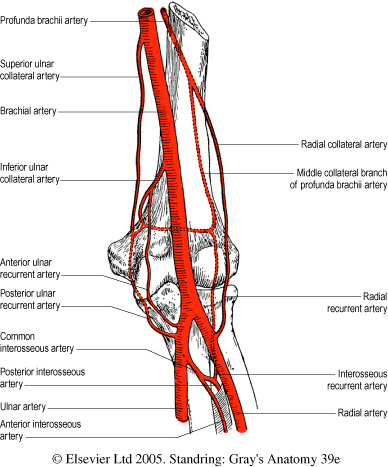 Profunda brachii artery
Superior ulnar
collateral artery
Brachial artery
Radial collateral artery
Inferior ulnar
collateral artery
Middle collateral branch
of profunda brachii artery
Anterior ulnar
recurrent artery
Posterior ulnar
recurrent artery
Radial
recurrent artery
Common
interosseous artery
Posterior interosseous
artery
Interosseous
recurrent artery
Ulnar artery
Radial artery
Anterior interosseous
artery
© Elsevier Ltd 2005. Standring: Gray's Anatomy 39e